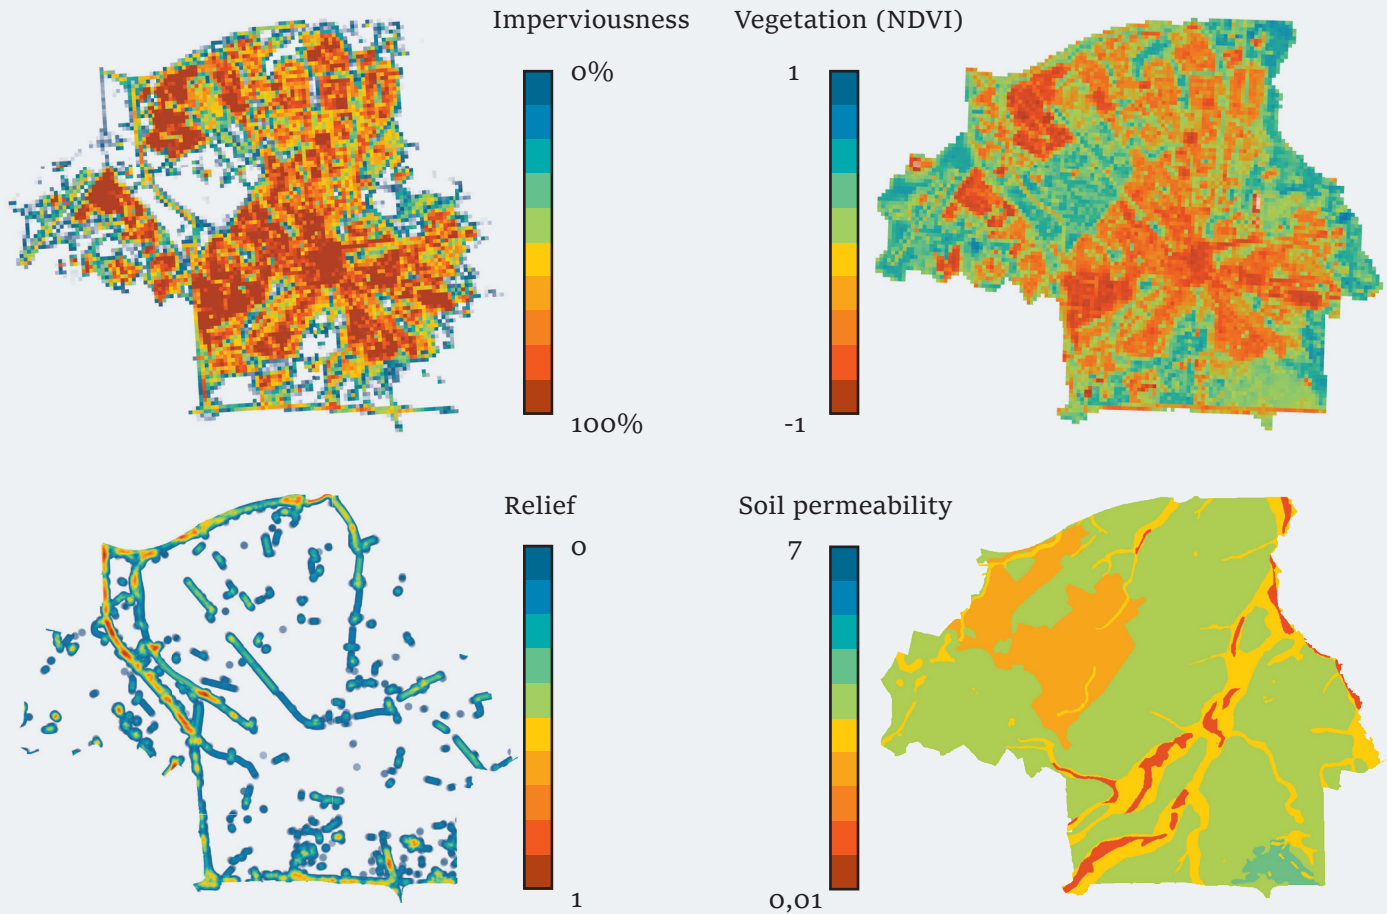 Imperviousness
0%
100%
Vegetation (NDVI)
1
-1
Relief
0
1
Soil permeability
7
0,01